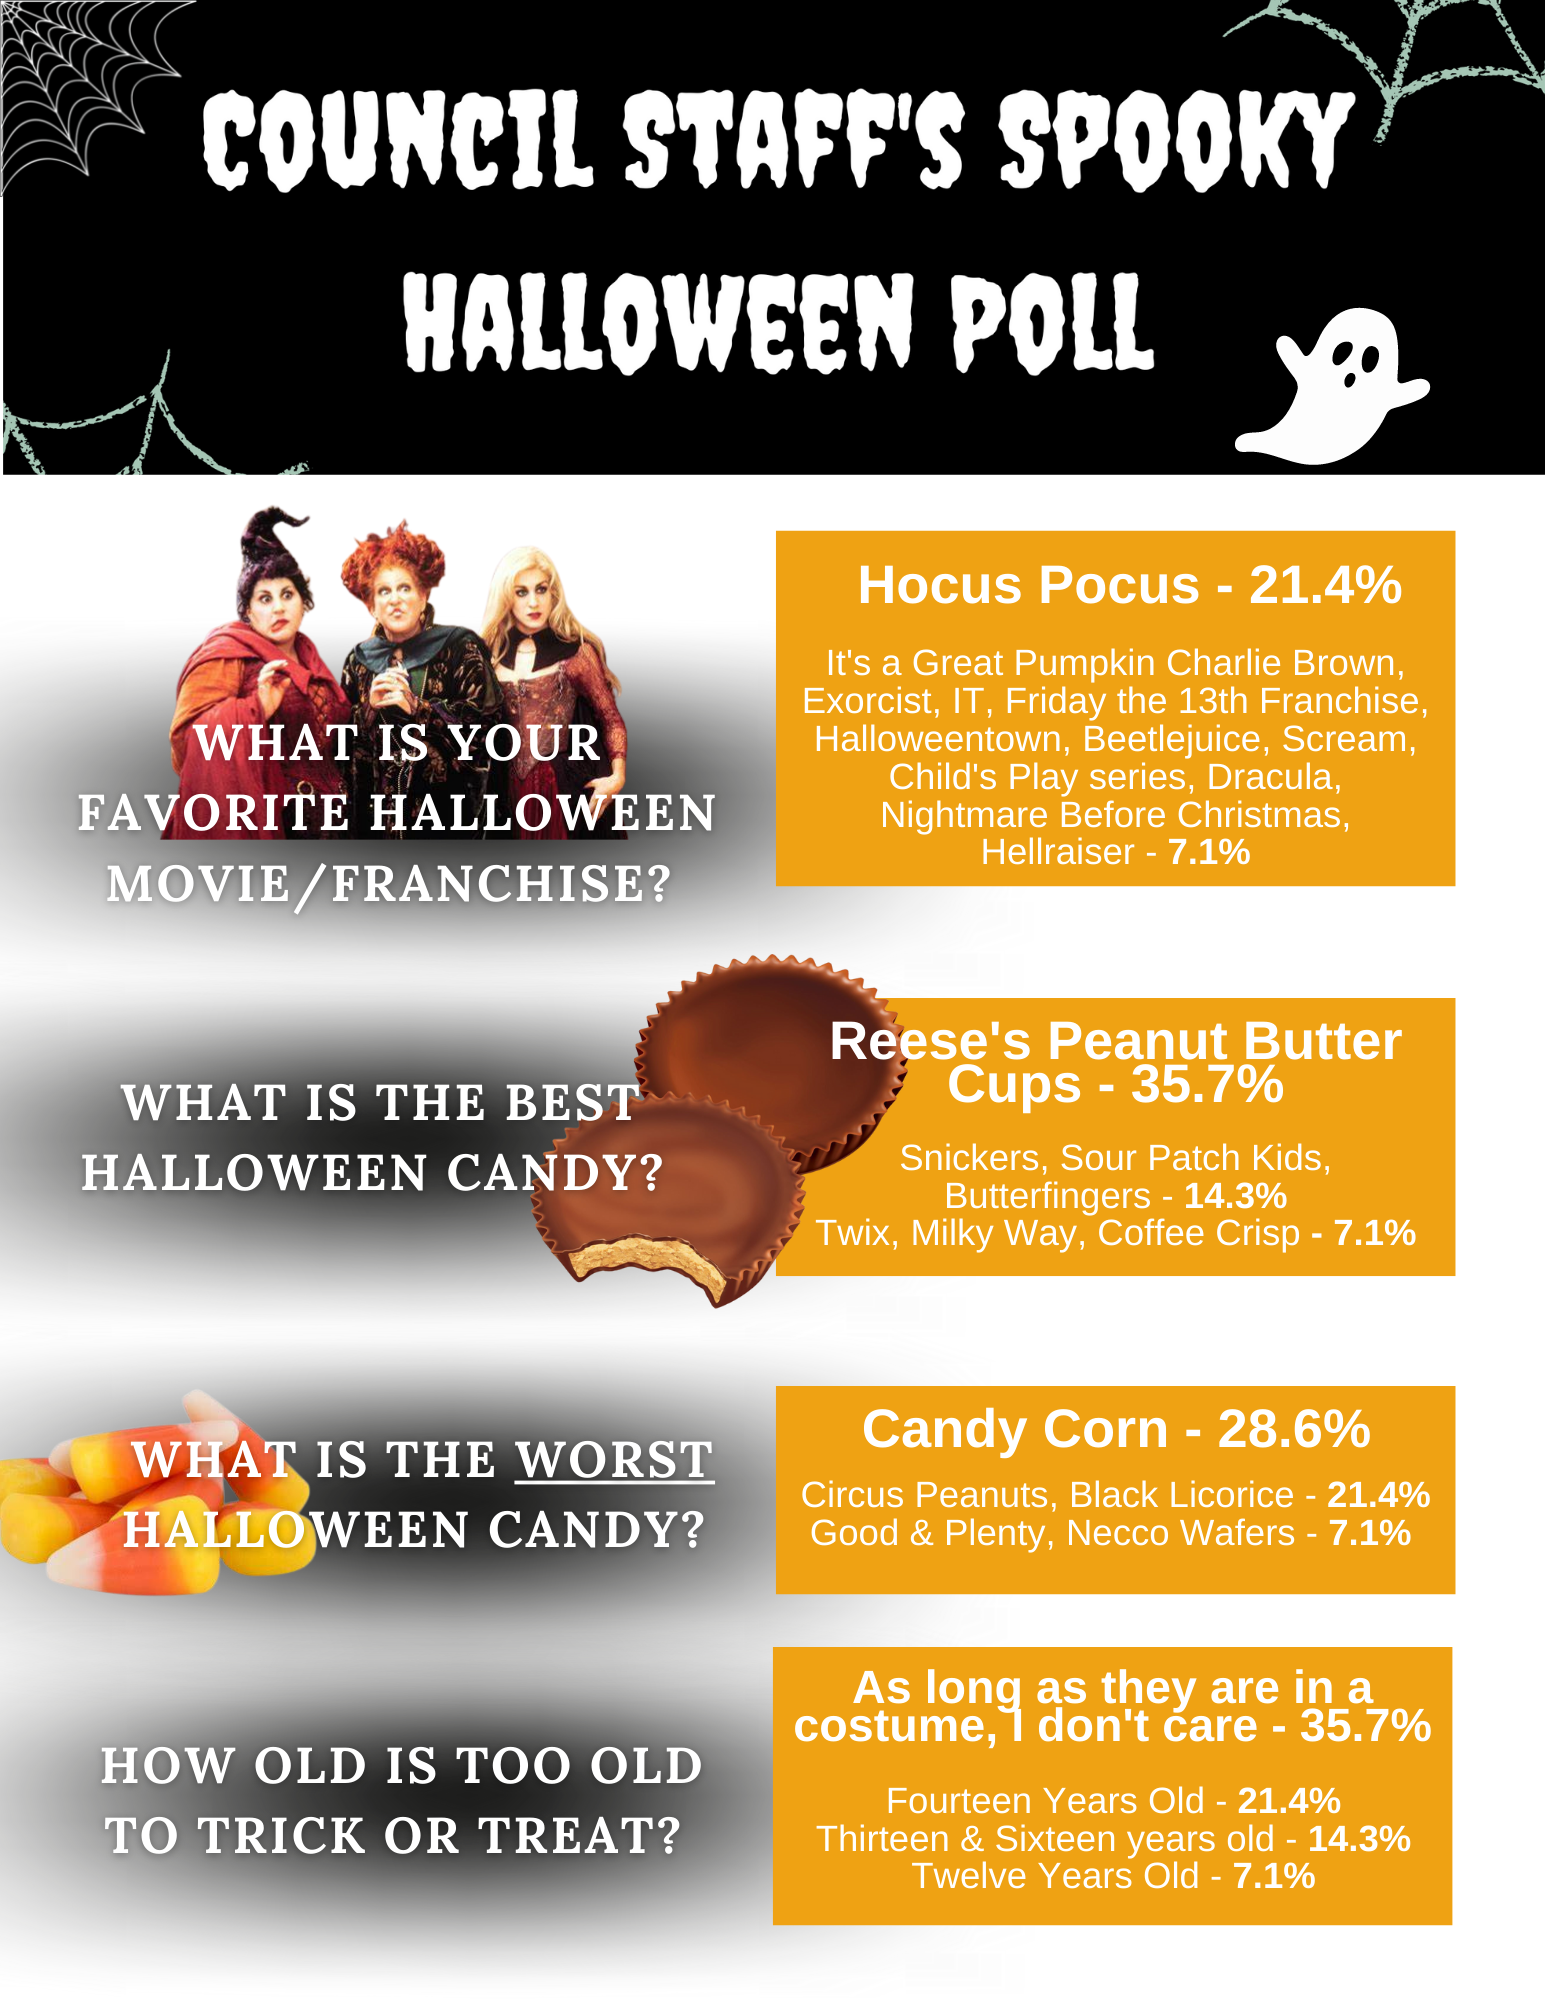 COUNCIL STAFF'S SPOOKY
HALLOWEEN POLL
WHAT IS YOUR
FAVORITE HALLOWEEN
MOVIE/FRANCHISE?
Hocus Pocus - 21.4%
It's a Great Pumpkin Charlie Brown,
Exorcist, IT, Friday the 13th Franchise,
Halloweentown, Beetlejuice, Scream,
Child's Play series, Dracula,
Nightmare Before Christmas,
Hellraiser - 7.1%
WHAT IS THE BEST
HALLOWEEN CANDY?
Reese's Peanut Butter
Cups - 35.7%
Snickers, Sour Patch Kids,
Butterfingers - 14.3%
Twix, Milky Way, Coffee Crisp - 7.1%
WHAT IS THE WORST
HALLOWEEN CANDY?
Candy Corn - 28.6%
Circus Peanuts, Black Licorice - 21.4%
Good & Plenty, Necco Wafers - 7.1%
HOW OLD IS TOO OLD
TO TRICK OR TREAT?
As long as they are in a
costume, I don't care - 35.7%
Fourteen Years Old - 21.4%
Thirteen & Sixteen years old - 14.3%
Twelve Years Old - 7.1%